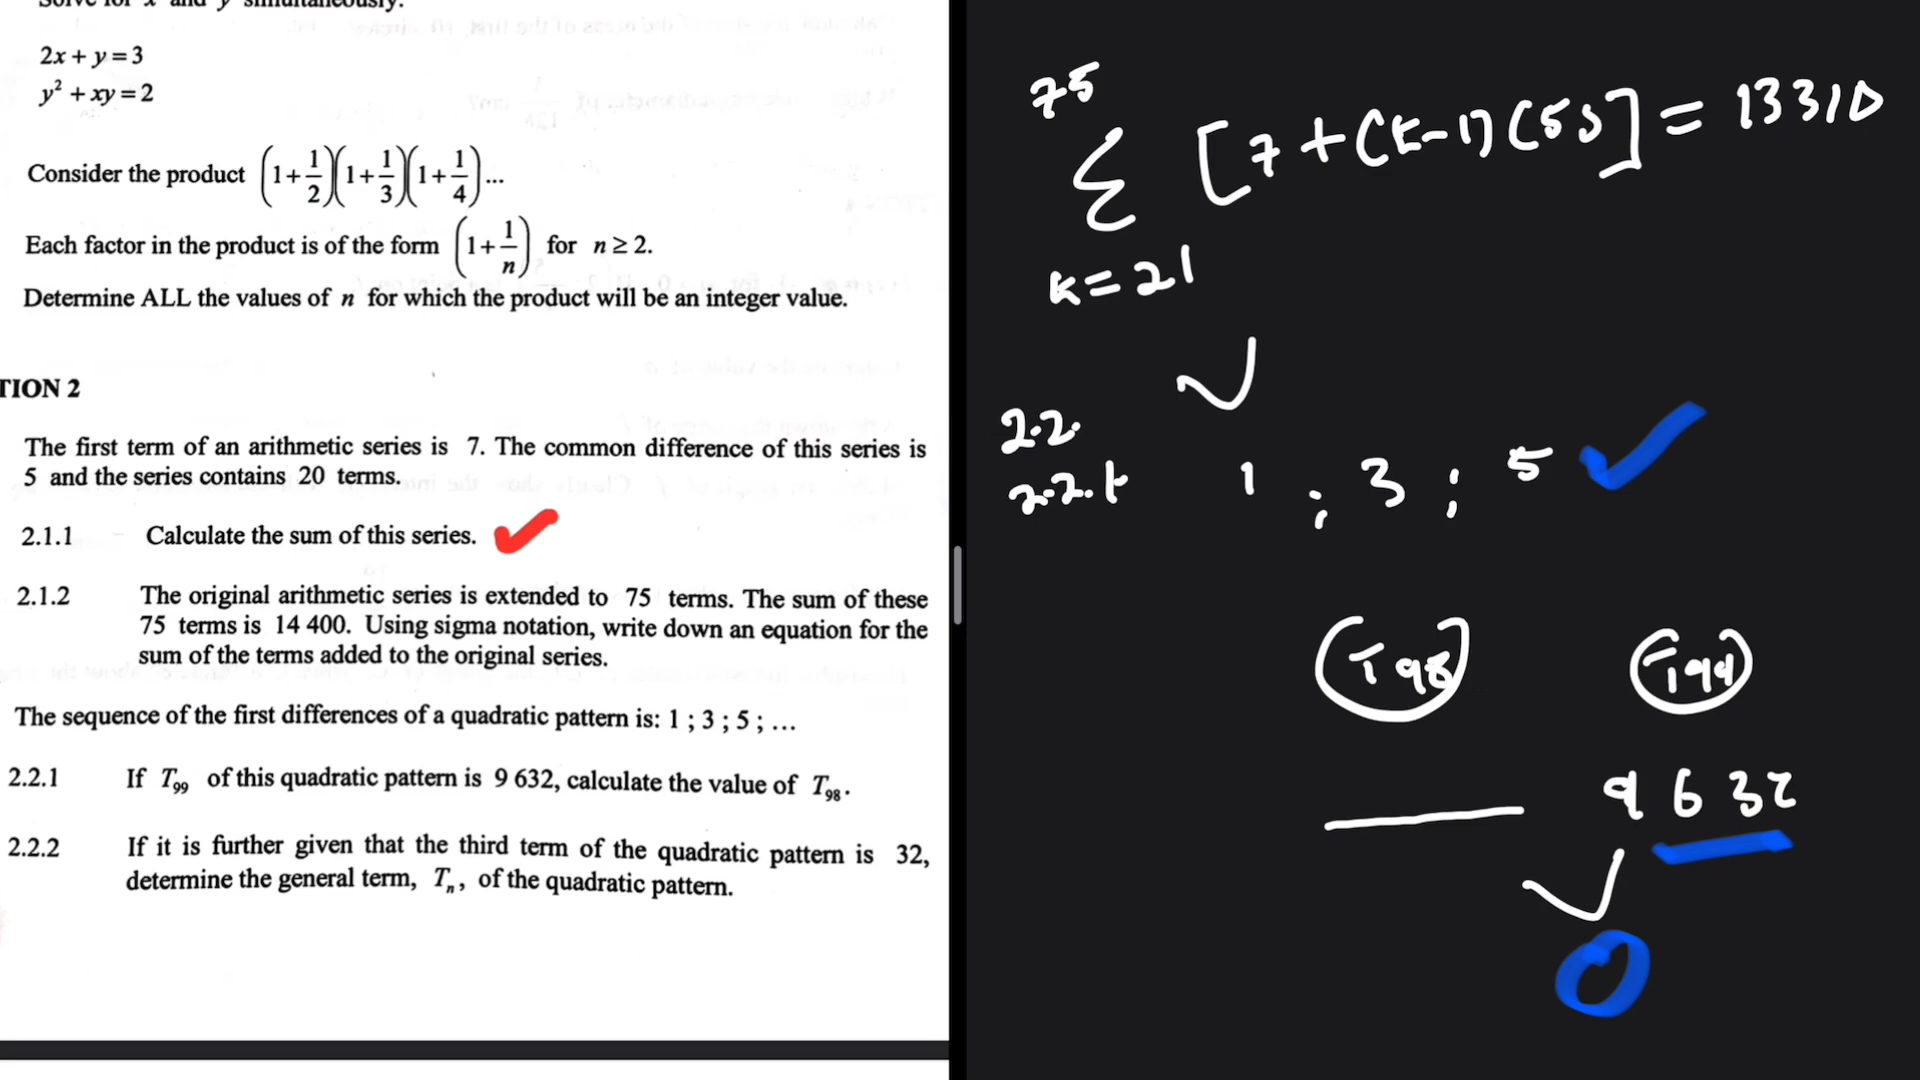 Solve for x and y simultaneously:
2x + y = 3
y² + xy = 2
Consider the product (1 + 1/2)(1 + 1/3)(1 + 1/4)...
Each factor in the product is of the form (1 + 1/n) for n ≥ 2.
Determine ALL the values of n for which the product will be an integer value.
TION 2
The first term of an arithmetic series is 7. The common difference of this series is
5 and the series contains 20 terms.
2.1.1 Calculate the sum of this series.
2.1.2 The original arithmetic series is extended to 75 terms. The sum of these
75 terms is 14 400. Using sigma notation, write down an equation for the
sum of the terms added to the original series.
The sequence of the first differences of a quadratic pattern is: 1 ; 3 ; 5 ; ...
2.2.1 If T₉₉ of this quadratic pattern is 9 632, calculate the value of T₉₈.
2.2.2 If it is further given that the third term of the quadratic pattern is 32,
determine the general term, Tₙ, of the quadratic pattern.
75
Σ [7 + (k-1)(5)] = 13310
k = 21
2.2.
2.2.1 1 ; 3 ; 5
T98 T99
9632